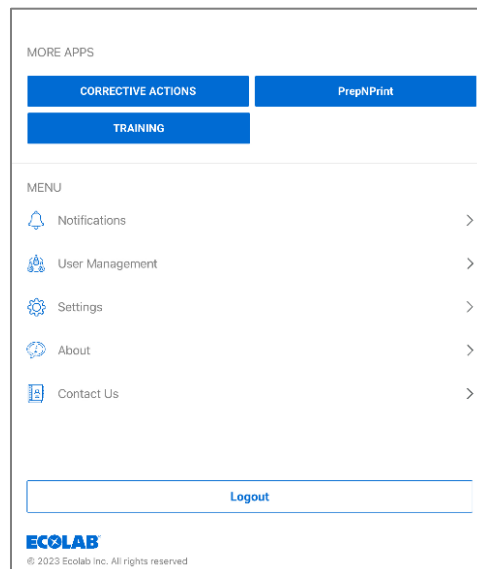 MORE APPS
CORRECTIVE ACTIONS PrepNPrint
TRAINING
MENU
Notifications
User Management
Settings
About
Contact Us
Logout
ECOLAB
© 2023 Ecolab Inc. All rights reserved